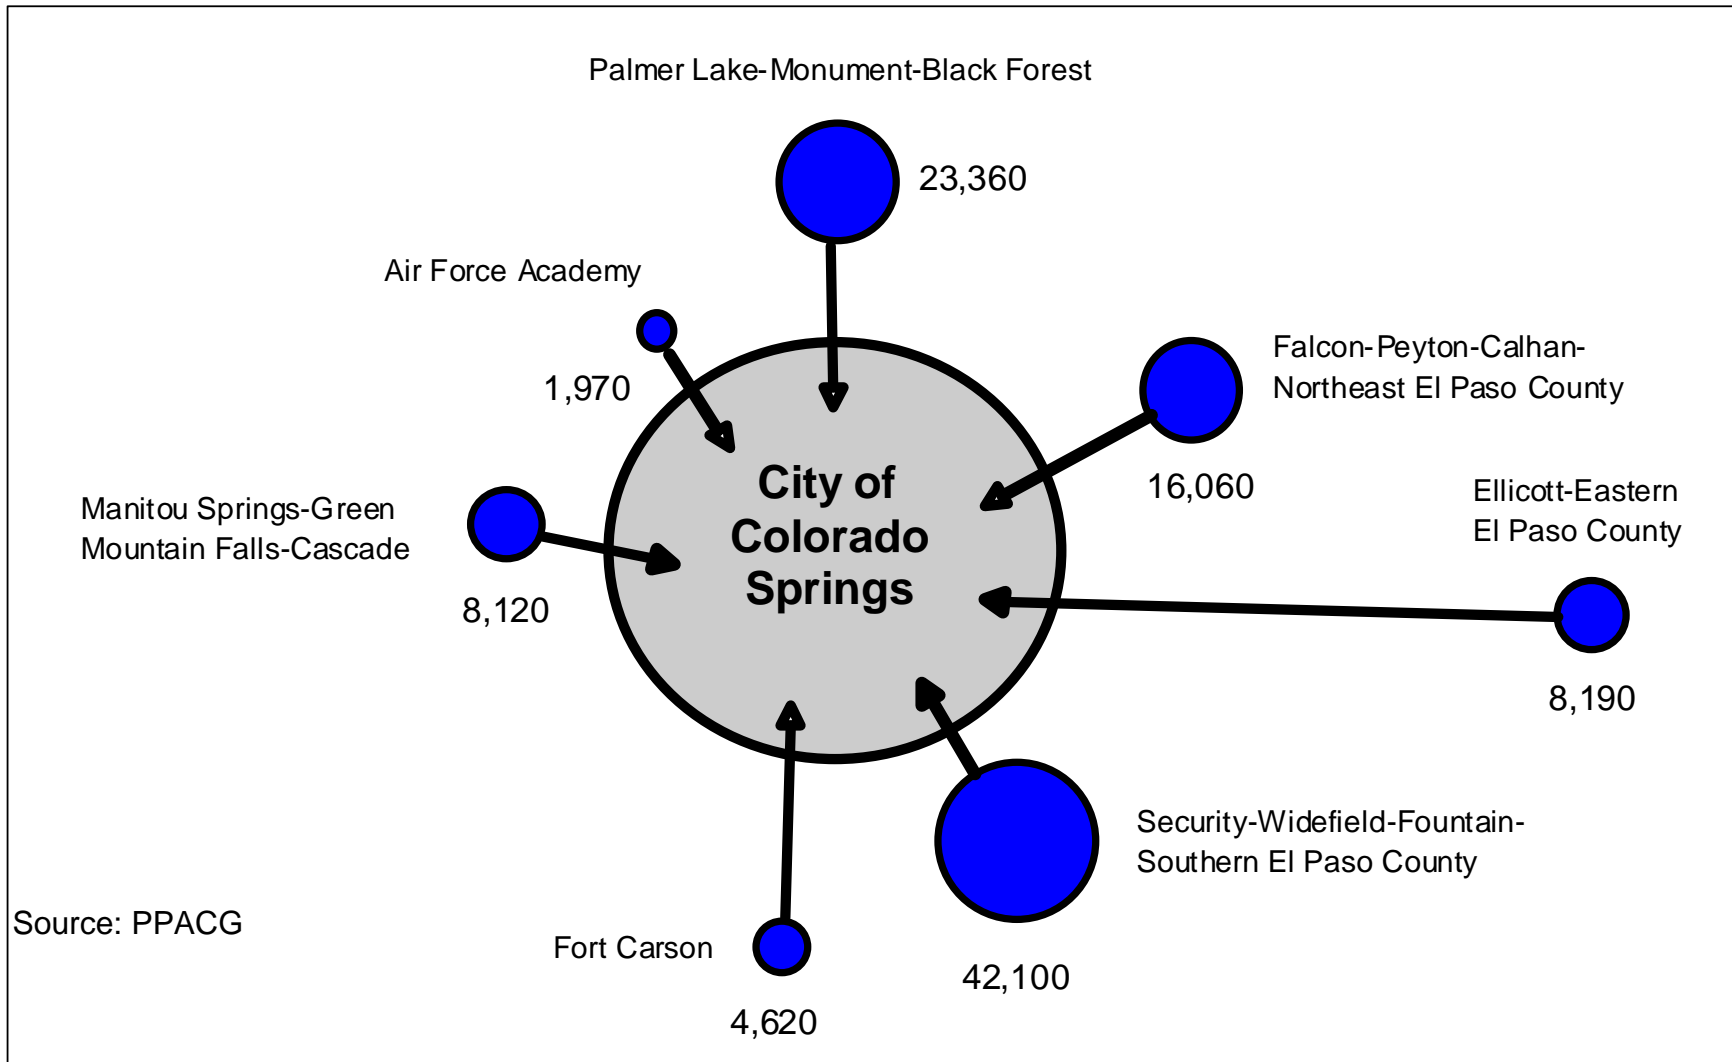 Palmer Lake-Monument-Black Forest
23,360
Air Force Academy
1,970
Falcon-Peyton-Calhan-
Northeast El Paso County
16,060
City of
Colorado
Springs
Manitou Springs-Green
Mountain Falls-Cascade
8,120
Ellicott-Eastern
El Paso County
8,190
Security-Widefield-Fountain-
Southern El Paso County
42,100
Source: PPACG
Fort Carson
4,620